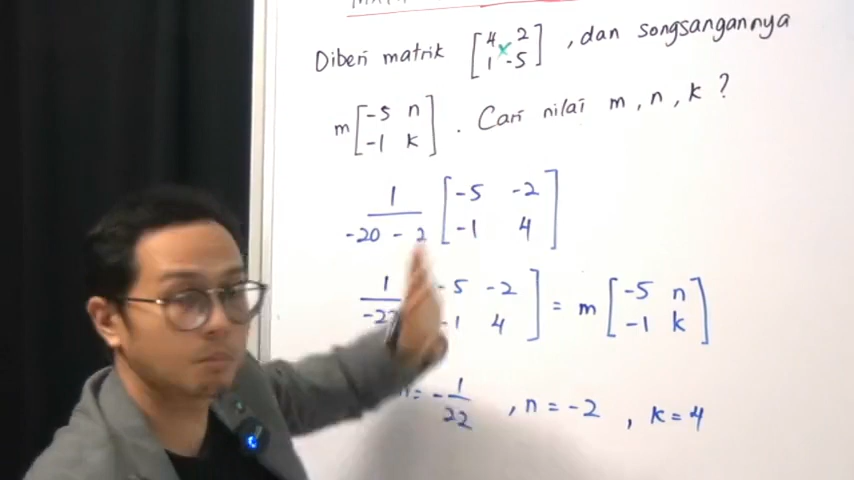 Diberi matrik [4 2 1 -5] , dan songsangannya
m [-5 n -1 k] . Cari nilai m , n , k ?
1/(-20 - 2) [-5 -2 -1 4]
1 [-5 -2 1 4] = m [-5 n -1 k]
= -1/22 , n = -2 , k = 4